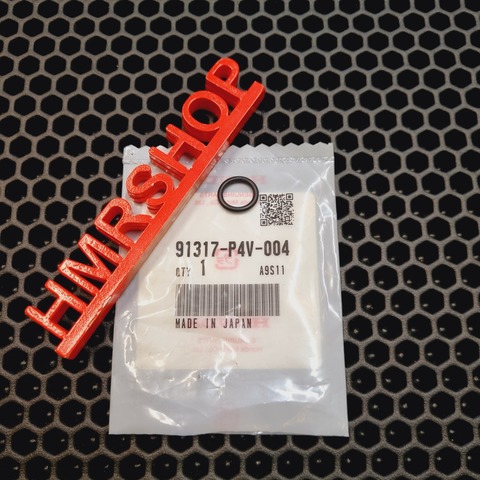 HMRSHOP
91317-P4V-004
QTY 1 A9S11
MADE IN JAPAN